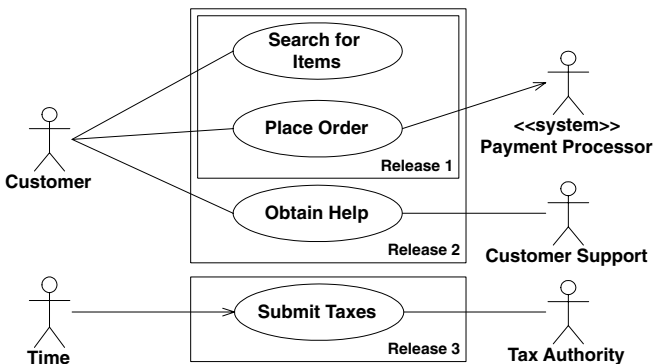 Search for
Items
Place Order
Release 1
<<system>>
Payment Processor
Customer
Obtain Help
Release 2
Customer Support
Submit Taxes
Release 3
Time
Tax Authority